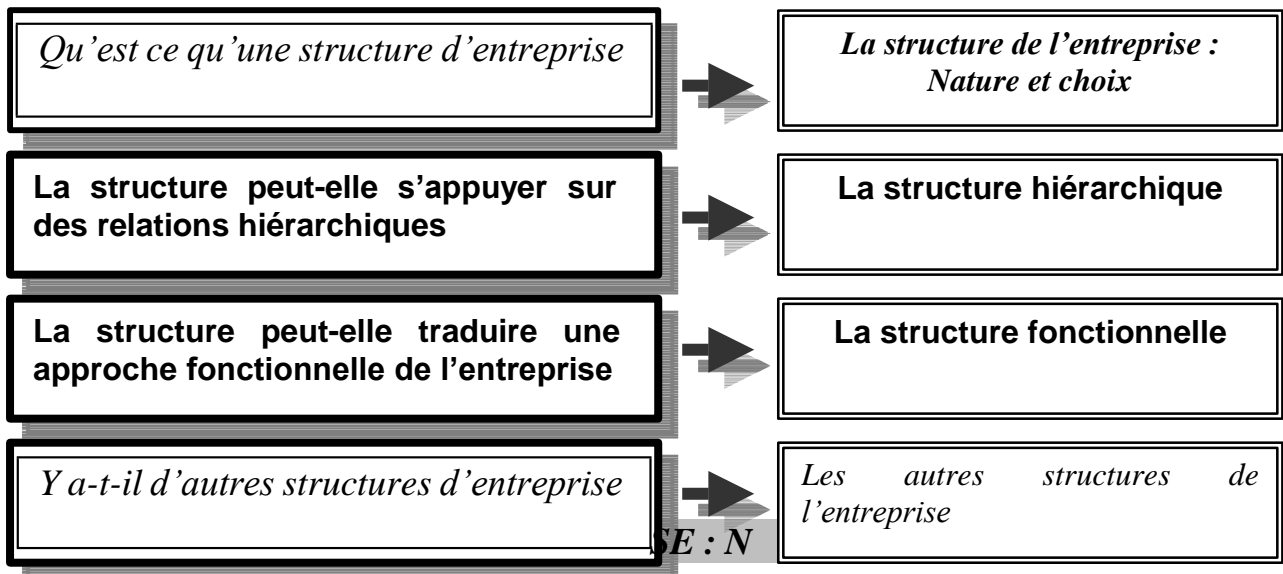 Qu’est ce qu’une structure d’entreprise
La structure de l’entreprise :
Nature et choix
La structure peut-elle s’appuyer sur
des relations hiérarchiques
La structure hiérarchique
La structure peut-elle traduire une
approche fonctionnelle de l’entreprise
La structure fonctionnelle
Y a-t-il d’autres structures d’entreprise
Les autres structures de
l’entreprise
SE : N